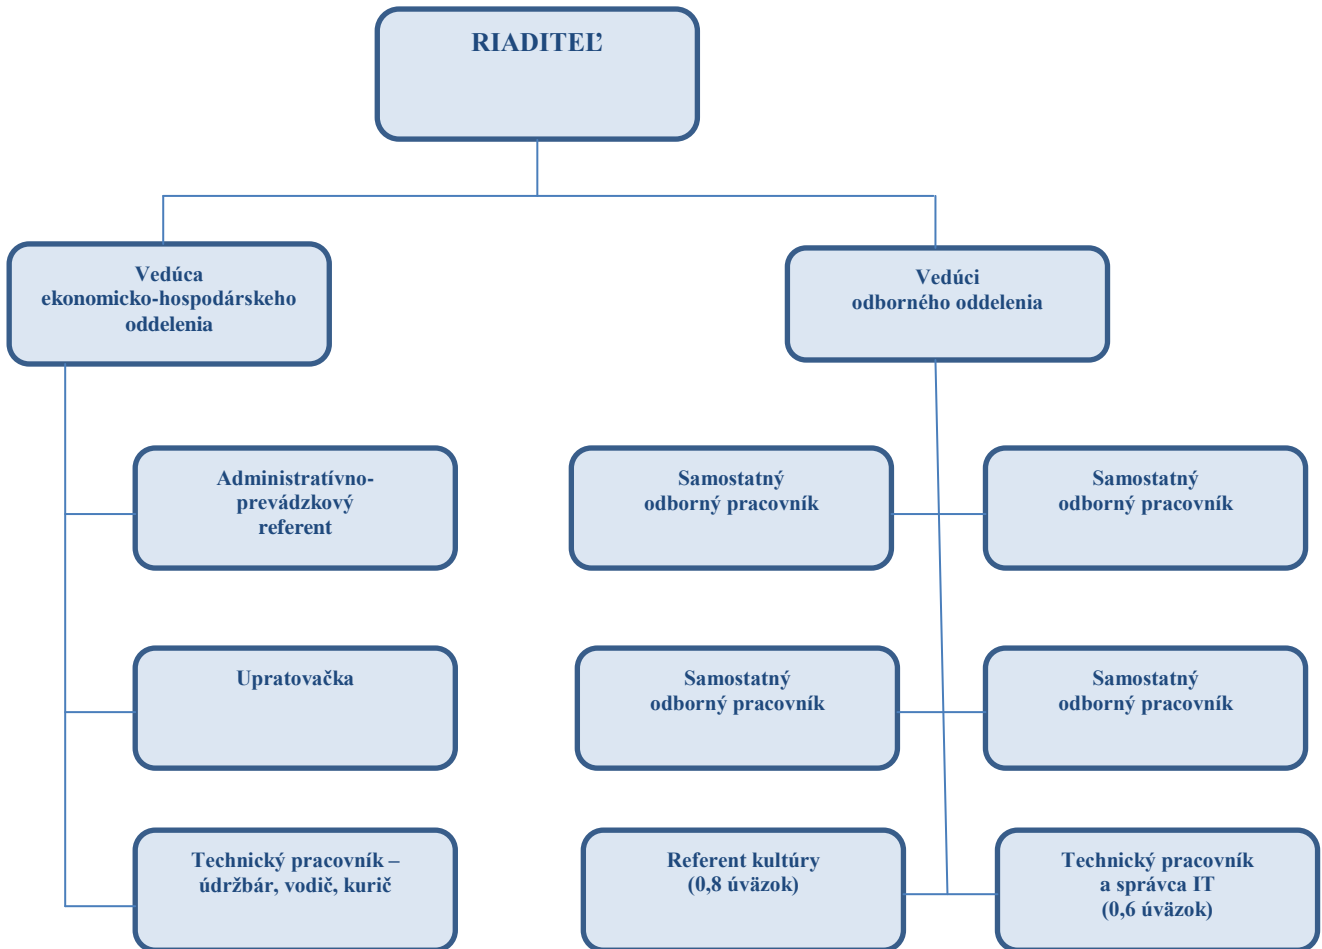 RIADITEĽ
Vedúca
ekonomicko-hospodárskeho
oddelenia
Vedúci
odborného oddelenia
Administratívno-
prevádzkový
referent
Samostatný
odborný pracovník
Samostatný
odborný pracovník
Upratovačka
Samostatný
odborný pracovník
Samostatný
odborný pracovník
Technický pracovník –
údržbár, vodič, kurič
Referent kultúry
(0,8 úväzok)
Technický pracovník
a správca IT
(0,6 úväzok)